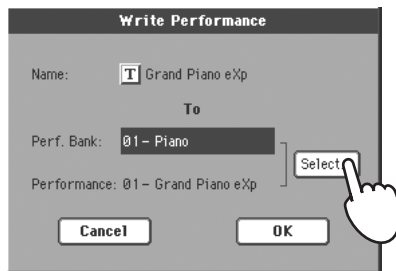 Write Performance
Name: T Grand Piano eXp
To
Perf. Bank: 01- Piano
Select
Performance: 01- Grand Piano eXp
Cancel OK